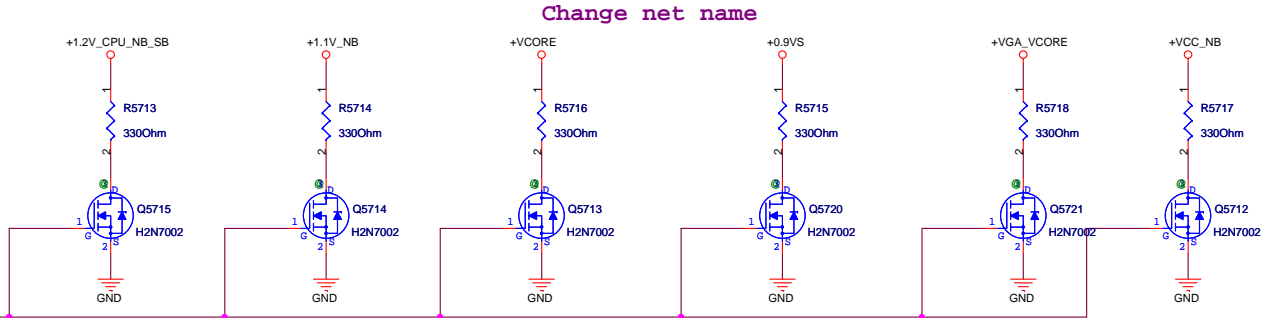 Change net name
+1.2V_CPU_NB_SB
+1.1V_NB
+VCORE
+0.9VS
+VGA_VCORE
+VCC_NB
1
1
1
1
1
1
R5713
R5714
R5716
R5715
R5718
R5717
330Ohm
330Ohm
330Ohm
330Ohm
330Ohm
330Ohm
2
2
2
2
2
2
@
D
@
D
@
D
@
D
@
D
@
D
Q5715
Q5714
Q5713
Q5720
Q5721
Q5712
1
1
1
1
1
1
H2N7002
H2N7002
H2N7002
H2N7002
H2N7002
H2N7002
G
S
G
S
G
S
G
S
G
S
G
S
2
2
2
2
2
2
GND
GND
GND
GND
GND
GND